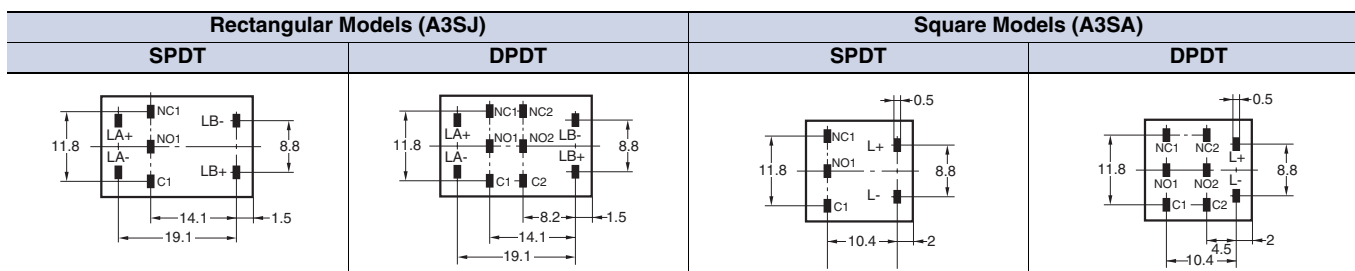 Rectangular Models (A3SJ)
Square Models (A3SA)
SPDT
DPDT
SPDT
DPDT
NC1
LA+
LB-
11.8
NO1
8.8
LA-
LB+
C1
14.1
1.5
19.1
NC1
NC2
LA+
LB-
11.8
NO1
NO2
8.8
LA-
LB+
C1
C2
8.2
1.5
14.1
19.1
0.5
NC1
L+
11.8
NO1
8.8
L-
C1
10.4
2
0.5
NC1
NC2
L+
11.8
8.8
NO1
NO2
L-
C1
C2
4.5
2
10.4